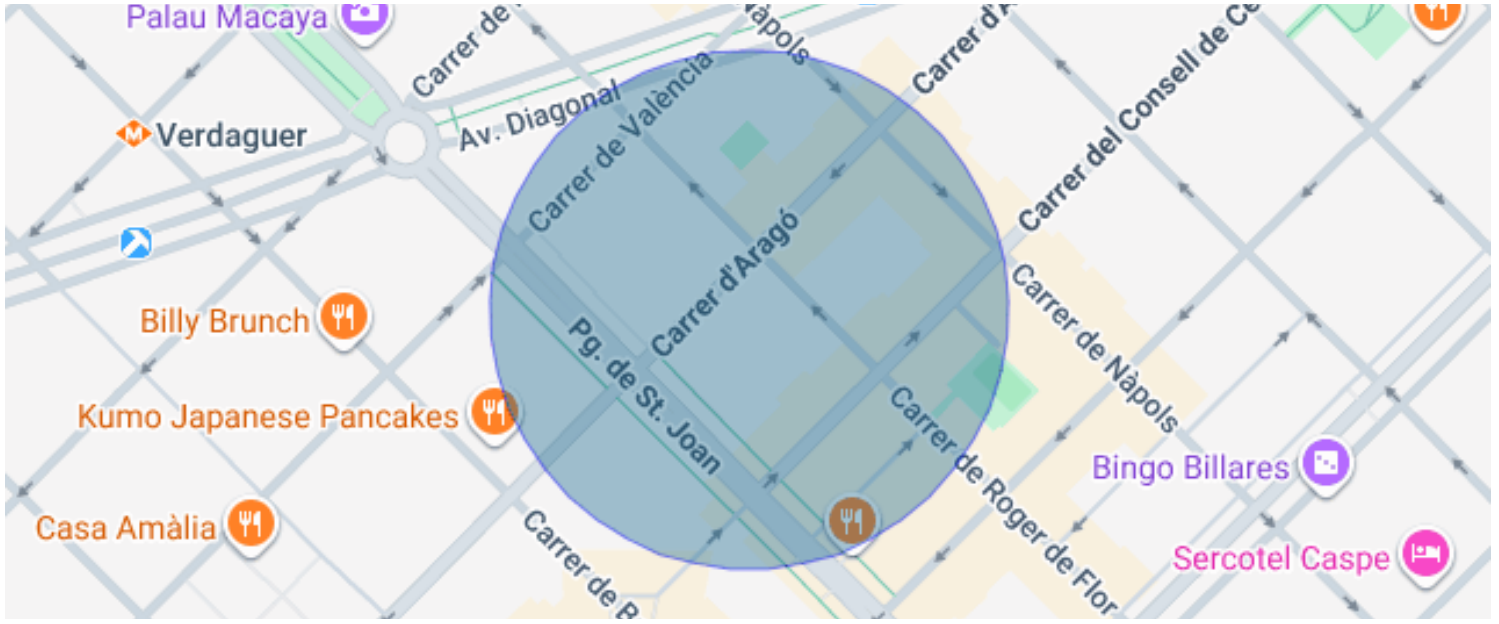 Palau Macaya
Carrer de
Nàpols
Carrer d'A
Carrer del Consell de Ce
Av. Diagonal
Carrer de València
M Verdaguer
Carrer d'Aragó
Billy Brunch
Carrer de Nàpols
Pg. de St. Joan
Kumo Japanese Pancakes
Carrer de Roger de Flor
Bingo Billares
Casa Amàlia
Carrer de B
Sercotel Caspe